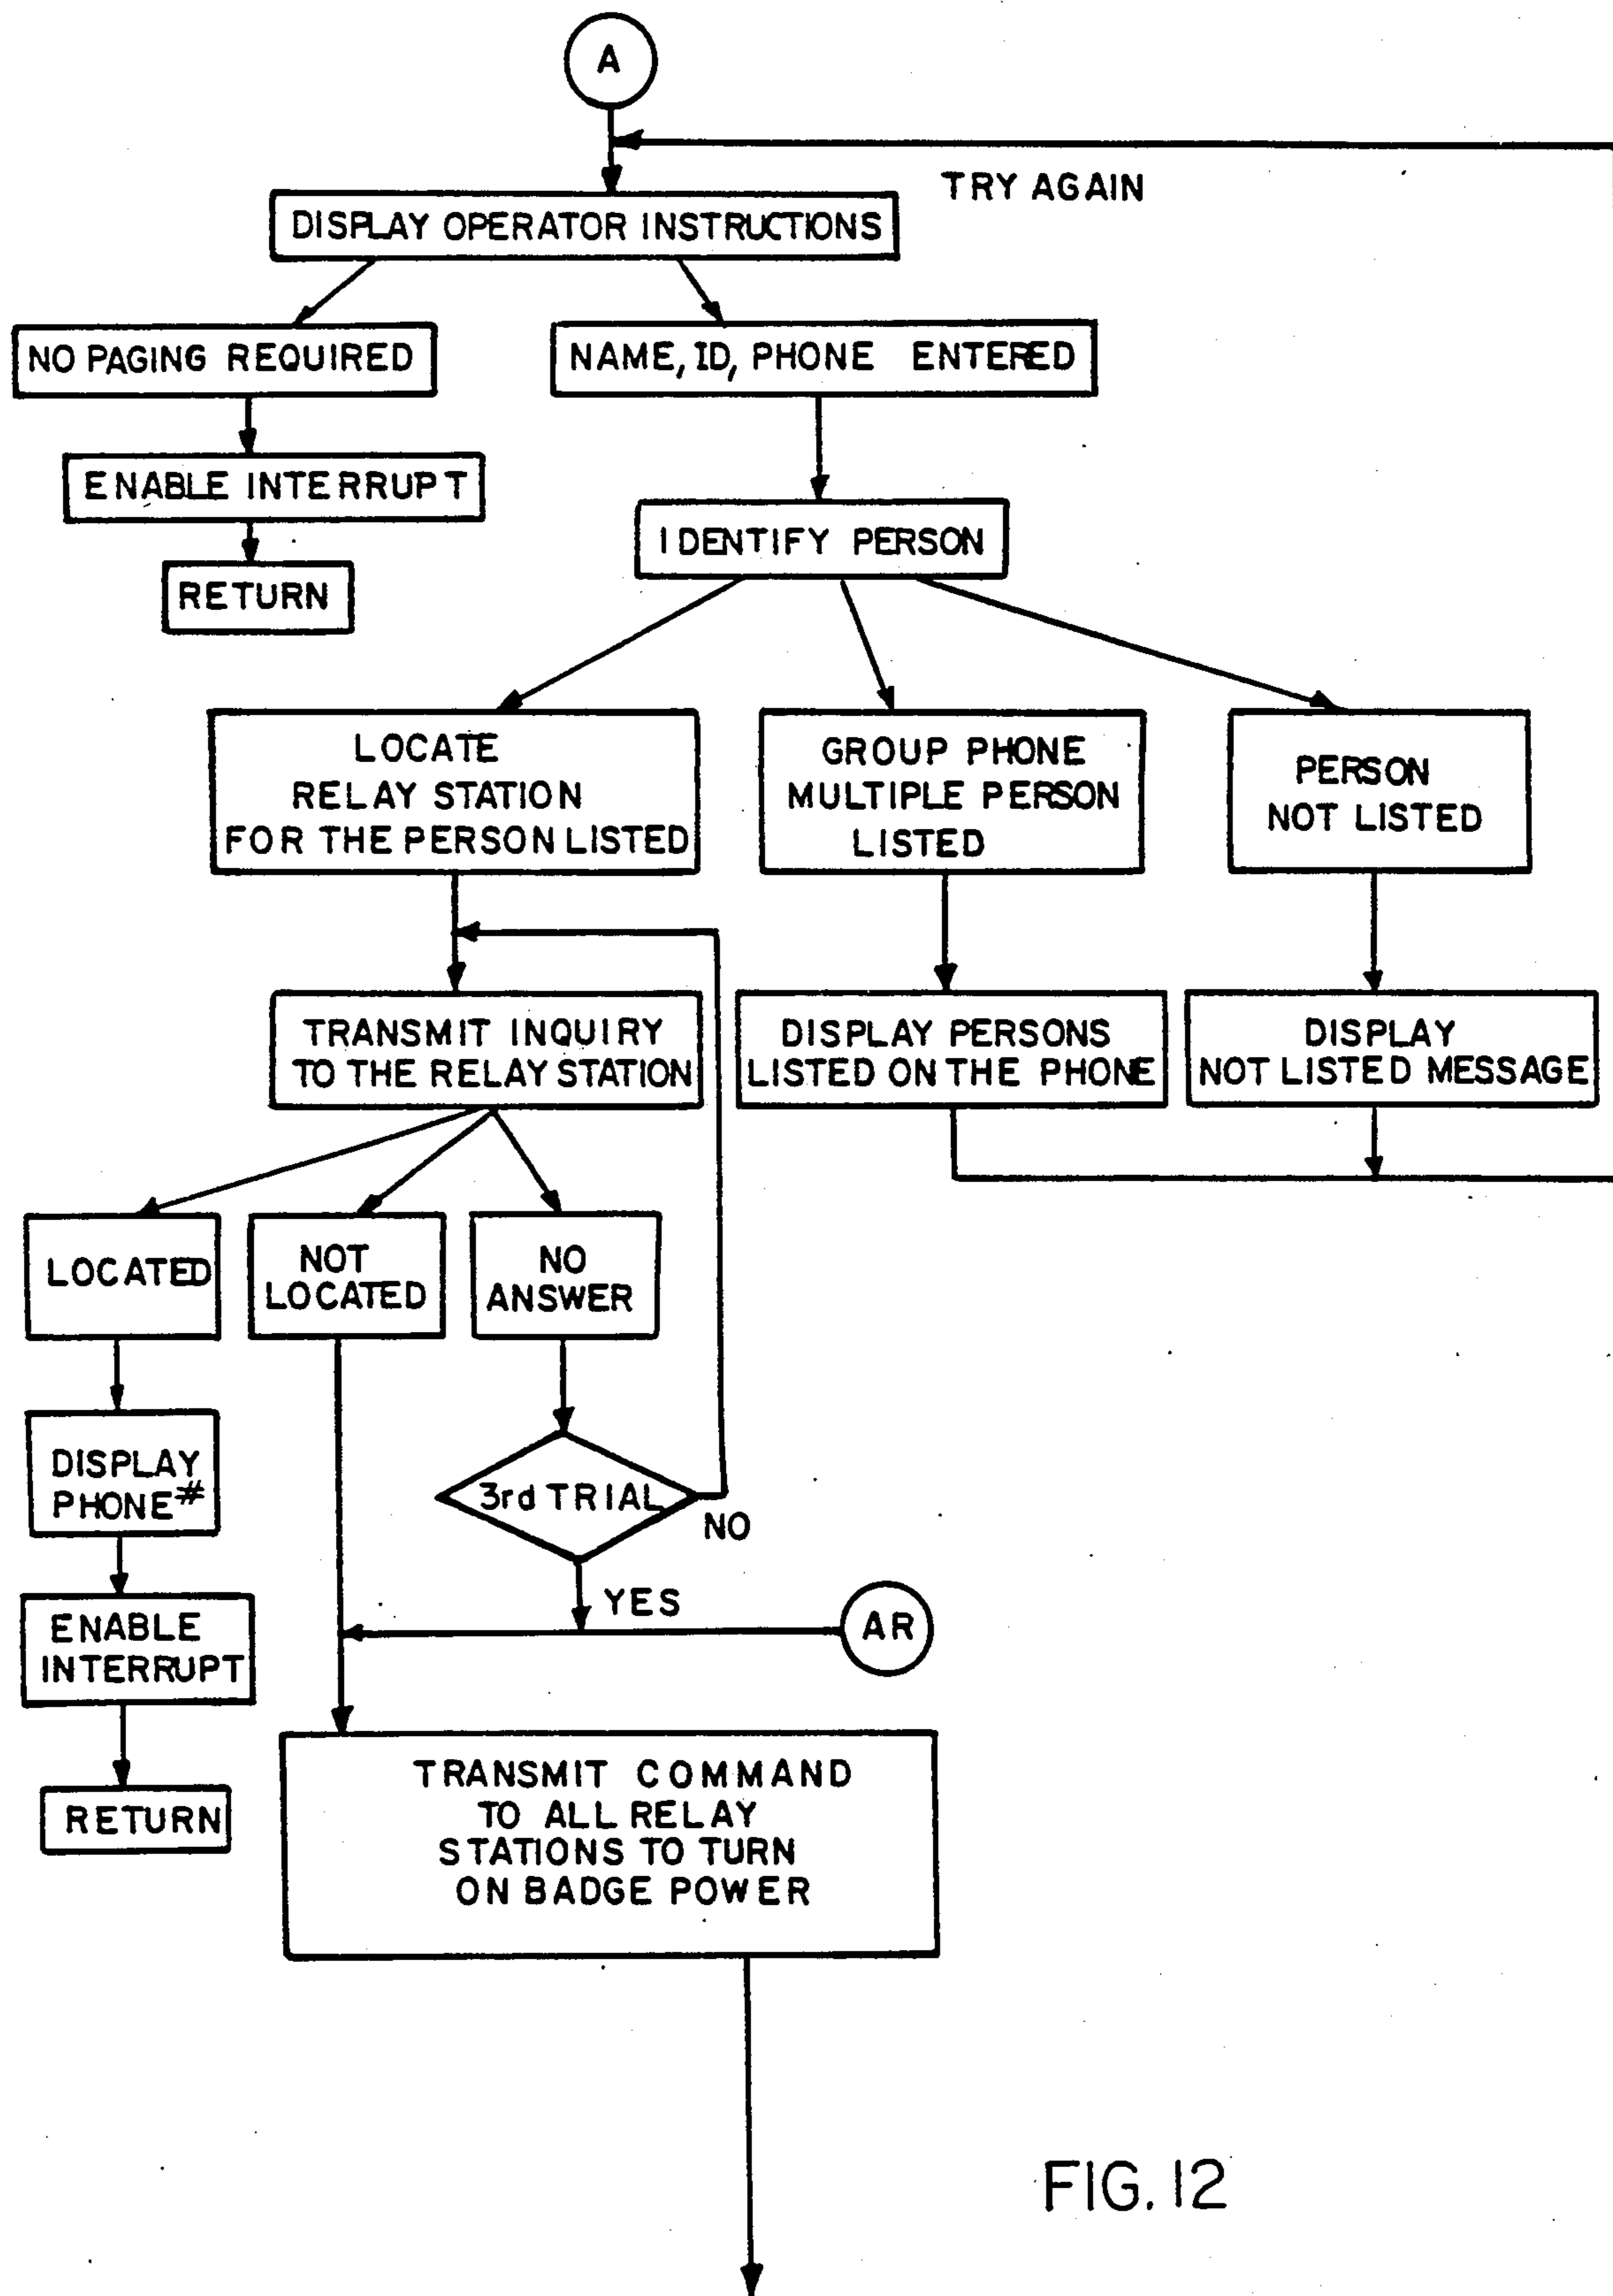 A
TRY AGAIN
DISPLAY OPERATOR INSTRUCTIONS
NO PAGING REQUIRED
NAME, ID, PHONE ENTERED
ENABLE INTERRUPT
IDENTIFY PERSON
RETURN
LOCATE
RELAY STATION
FOR THE PERSON LISTED
GROUP PHONE
MULTIPLE PERSON
LISTED
PERSON
NOT LISTED
TRANSMIT INQUIRY
TO THE RELAY STATION
DISPLAY PERSONS
LISTED ON THE PHONE
DISPLAY
NOT LISTED MESSAGE
LOCATED
NOT
LOCATED
NO
ANSWER
DISPLAY
PHONE#
3rd TRIAL
NO
YES
AR
ENABLE
INTERRUPT
RETURN
TRANSMIT COMMAND
TO ALL RELAY
STATIONS TO TURN
ON BADGE POWER
FIG. 12